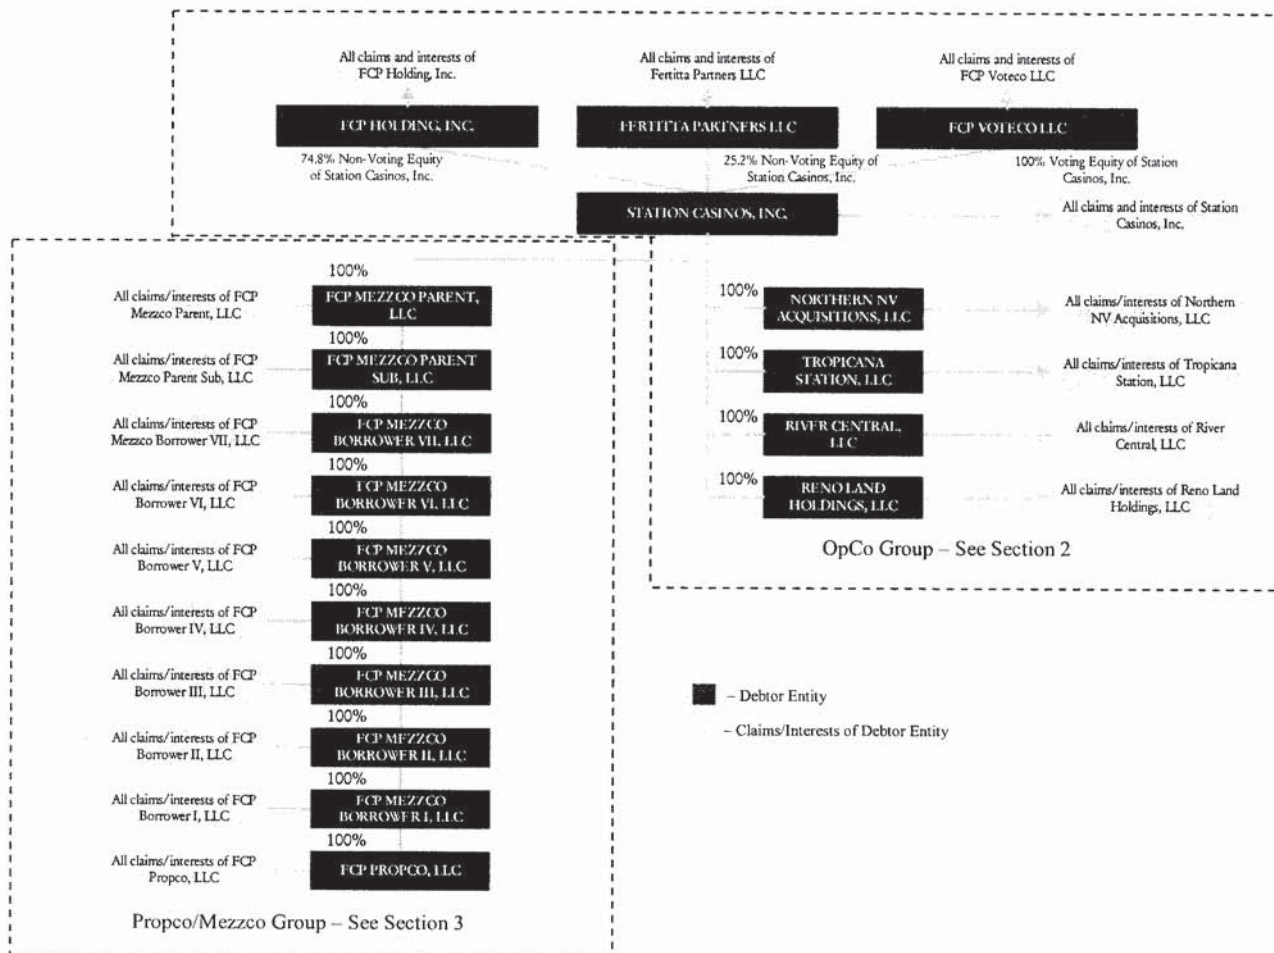 All claims and interests of
FCP Holding, Inc.
All claims and interests of
Fertitta Partners LLC
All claims and interests of
FCP Voteco LLC
FCP HOLDING, INC.
FERTITTA PARTNERS LLC
FCP VOTECO LLC
74.8% Non-Voting Equity
of Station Casinos, Inc.
25.2% Non-Voting Equity of
Station Casinos, Inc.
100% Voting Equity of Station
Casinos, Inc.
STATION CASINOS, INC.
All claims and interests of Station
Casinos, Inc.
100%
All claims/interests of FCP
Mezzco Parent, LLC
FCP MEZZCO PARENT,
LLC
100%
All claims/interests of FCP
Mezzco Parent Sub, LLC
FCP MEZZCO PARENT
SUB, LLC
100%
All claims/interests of FCP
Mezzco Borrower VII, LLC
FCP MEZZCO
BORROWER VII, LLC
100%
All claims/interests of FCP
Borrower VI, LLC
FCP MEZZCO
BORROWER VI, LLC
100%
All claims/interests of FCP
Borrower V, LLC
FCP MEZZCO
BORROWER V, LLC
100%
All claims/interests of FCP
Borrower IV, LLC
FCP MEZZCO
BORROWER IV, LLC
100%
All claims/interests of FCP
Borrower III, LLC
FCP MEZZCO
BORROWER III, LLC
100%
All claims/interests of FCP
Borrower II, LLC
FCP MEZZCO
BORROWER II, LLC
100%
All claims/interests of FCP
Borrower I, LLC
FCP MEZZCO
BORROWER I, LLC
100%
All claims/interests of FCP
Propco, LLC
FCP PROPCO, LLC
Propco/Mezzco Group – See Section 3
100%
NORTHERN NV
ACQUISITIONS, LLC
All claims/interests of Northern
NV Acquisitions, LLC
100%
TROPICANA
STATION, LLC
All claims/interests of Tropicana
Station, LLC
100%
RIVER CENTRAL,
LLC
All claims/interests of River
Central, LLC
100%
RENO LAND
HOLDINGS, LLC
All claims/interests of Reno Land
Holdings, LLC
OpCo Group – See Section 2
– Debtor Entity
– Claims/Interests of Debtor Entity